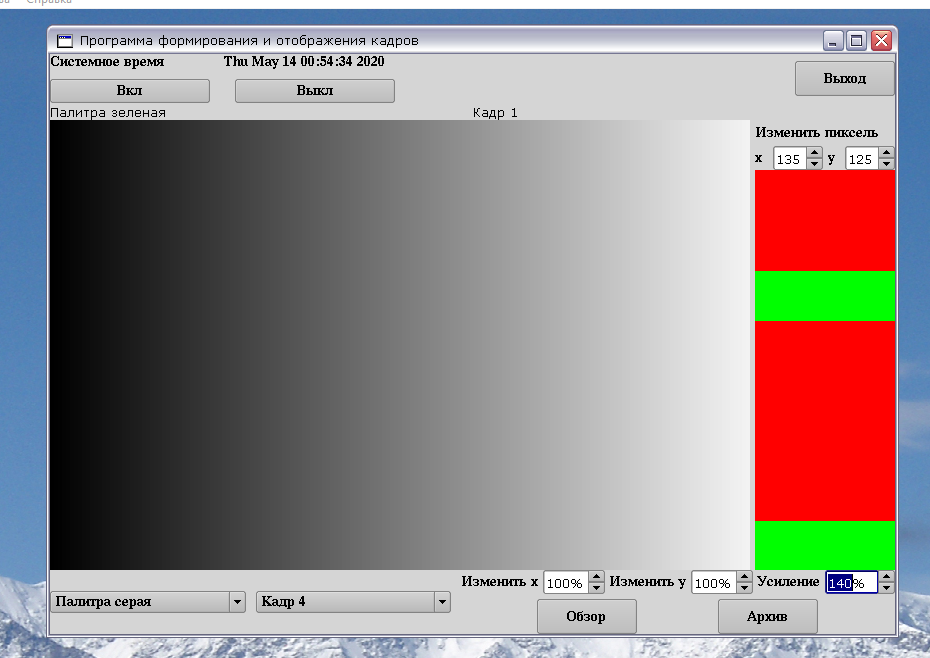 Справка
Программа формирования и отображения кадров
Системное время Thu May 14 00:54:34 2020
Вкл Выкл Выход
Палитра зеленая Кадр 1
Изменить пиксель
x 135 y 125
Изменить x 100% Изменить y 100% Усиление 140%
Палитра серая Кадр 4
Обзор Архив